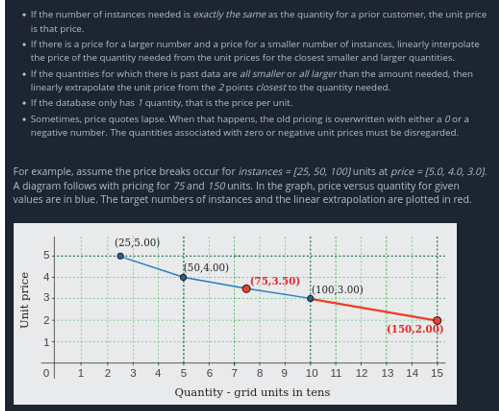 • If the number of instances needed is exactly the same as the quantity for a prior customer, the unit price
is that price.
• If there is a price for a larger number and a price for a smaller number of instances, linearly interpolate
the price of the quantity needed from the unit prices for the closest smaller and larger quantities.
• If the quantities for which there is past data are all smaller or all larger than the amount needed, then
linearly extrapolate the unit price from the 2 points closest to the quantity needed.
• If the database only has 1 quantity, that is the price per unit.
• Sometimes, price quotes lapse. When that happens, the old pricing is overwritten with either a 0 or a
negative number. The quantities associated with zero or negative unit prices must be disregarded.
For example, assume the price breaks occur for instances = [25, 50, 100] units at price = [5.0, 4.0, 3.0].
A diagram follows with pricing for 75 and 150 units. In the graph, price versus quantity for given
values are in blue. The target numbers of instances and the linear extrapolation are plotted in red.
(25,5.00)
5
(50,4.00)
4
(75,3.50)
(100,3.00)
3
2
(150,2.00)
1
Unit price
0 1 2 3 4 5 6 7 8 9 10 11 12 13 14 15
Quantity - grid units in tens